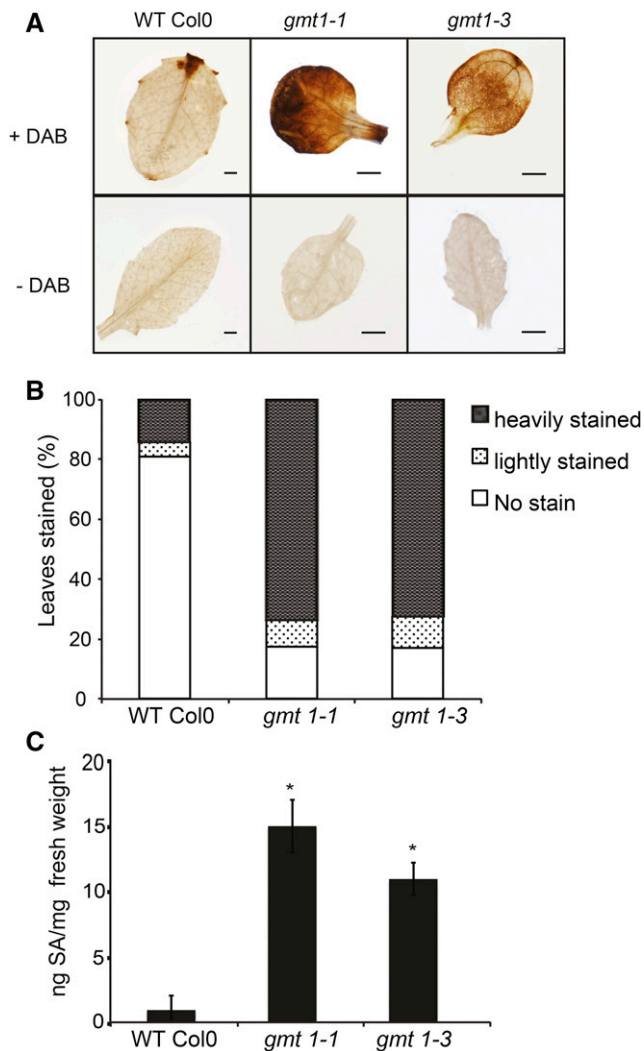 A
WT Col0 gmt1-1 gmt1-3
+ DAB
- DAB
B
100
80
60
40
20
0
Leaves stained (%)
heavily stained
lightly stained
No stain
WT Col0 gmt 1-1 gmt 1-3
C
20
15
10
5
0
ng SA/mg fresh weight
*
*
WT Col0 gmt 1-1 gmt 1-3